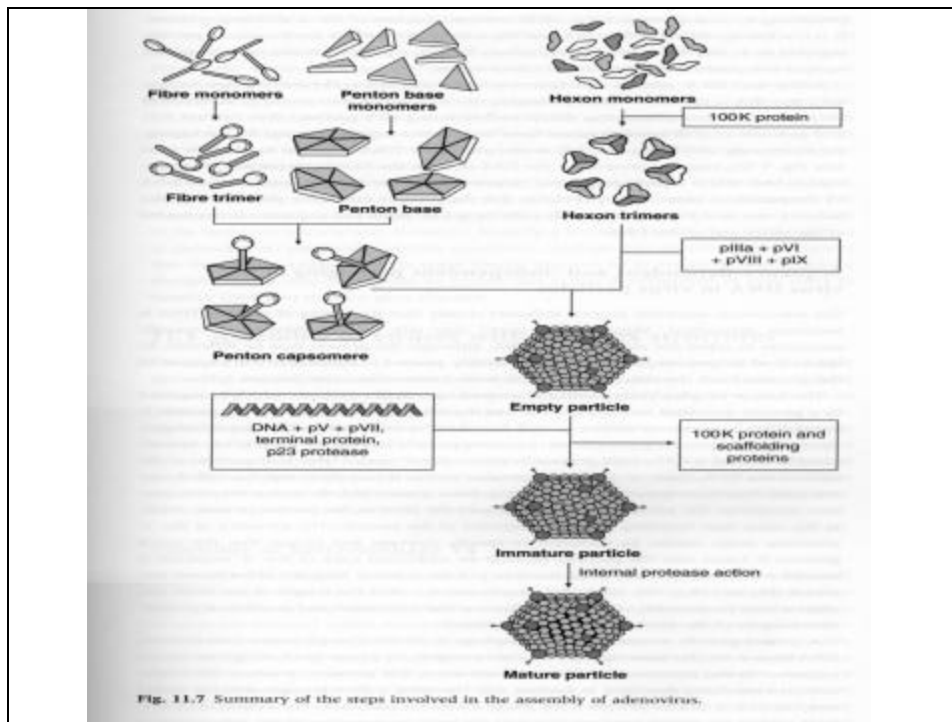 Fibre monomers
Penton base
monomers
Hexon monomers
100K protein
Fibre trimer
Penton base
Hexon trimers
pIIIa + pVI
+ pVIII + pIX
Penton capsomere
Empty particle
DNA + pV + pVII,
terminal protein,
p23 protease
100K protein and
scaffolding
proteins
Immature particle
Internal protease action
Mature particle
Fig. 11.7 Summary of the steps involved in the assembly of adenovirus.